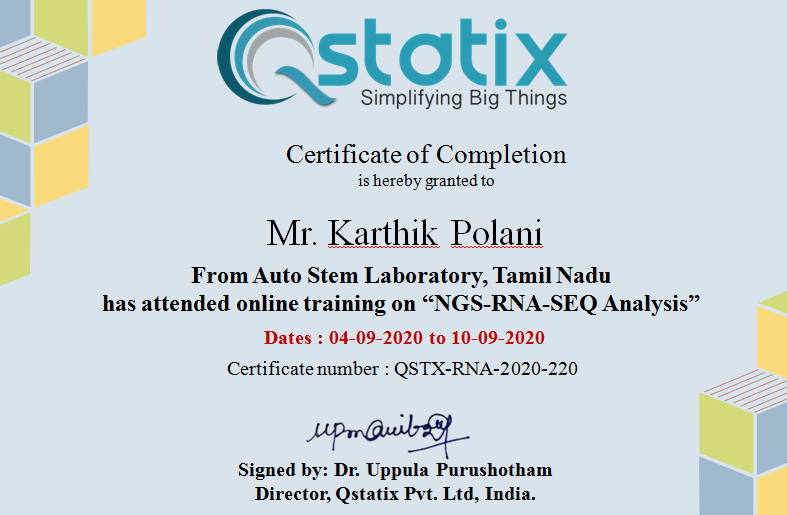 Qstatix
Simplifying Big Things
Certificate of Completion
is hereby granted to
Mr. Karthik Polani
From Auto Stem Laboratory, Tamil Nadu
has attended online training on “NGS-RNA-SEQ Analysis”
Dates : 04-09-2020 to 10-09-2020
Certificate number : QSTX-RNA-2020-220
Signed by: Dr. Uppula Purushotham
Director, Qstatix Pvt. Ltd, India.